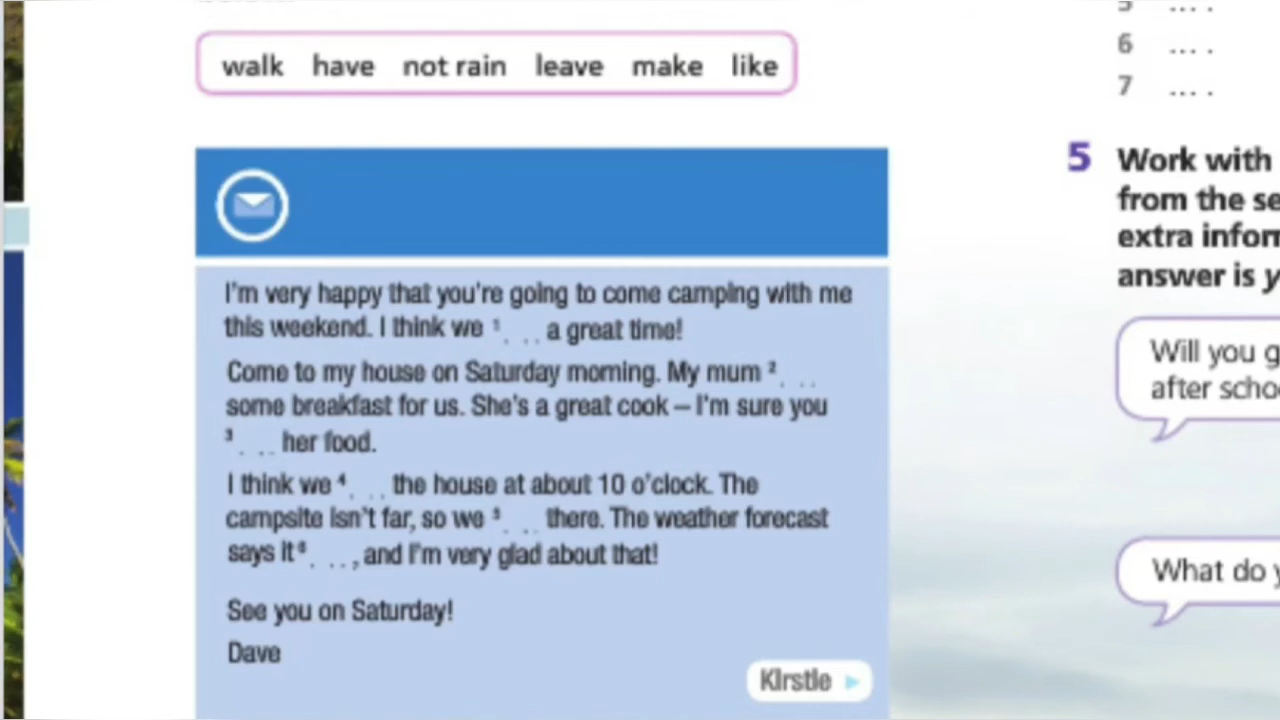 walk have not rain leave make like
I'm very happy that you're going to come camping with me
this weekend. I think we ¹ . .. a great time!
Come to my house on Saturday morning. My mum ² . ..
some breakfast for us. She's a great cook – I'm sure you
³ . .. her food.
I think we ⁴ . .. the house at about 10 o'clock. The
campsite isn't far, so we ⁵ . .. there. The weather forecast
says it ⁶ . .. , and I'm very glad about that!
See you on Saturday!
Dave
Kirstie
6 ... .
7 ... .
5 Work with
from the se
extra infor
answer is y
Will you g
after scho
What do y